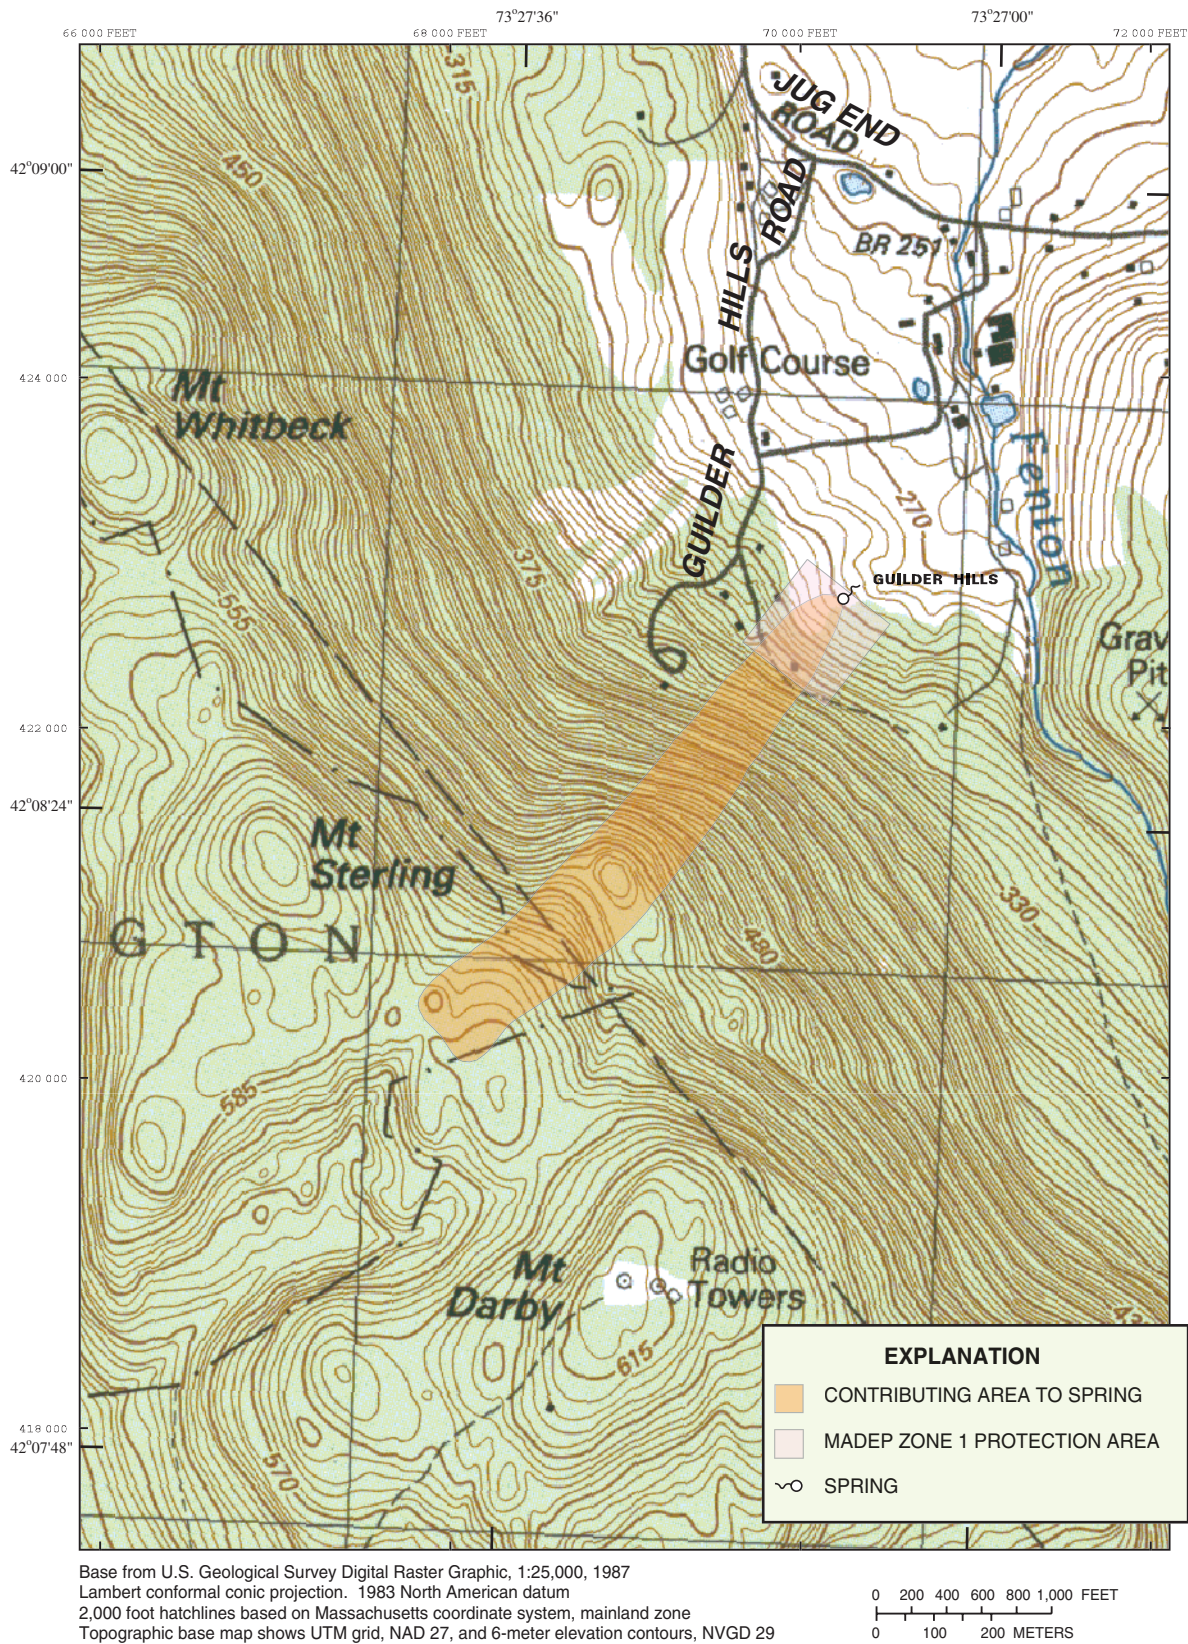 73°27'36"
73°27'00"
66 000 FEET
68 000 FEET
70 000 FEET
72 000 FEET
315
JUG END
ROAD
42°09'00"
450
ROAD
BR 251
HILLS
Golf Course
424 000
Mt
Whitbeck
Fenton
GUILDER
270
375
GUILDER HILLS
555
Grav
Pit
422 000
42°08'24"
Mt
Sterling
330
G T O N
480
420 000
585
Radio
Towers
Mt
Darby
615
43
EXPLANATION
CONTRIBUTING AREA TO SPRING
418 000
42°07'48"
MADEP ZONE 1 PROTECTION AREA
570
SPRING
Base from U.S. Geological Survey Digital Raster Graphic, 1:25,000, 1987
Lambert conformal conic projection. 1983 North American datum
2,000 foot hatchlines based on Massachusetts coordinate system, mainland zone
Topographic base map shows UTM grid, NAD 27, and 6-meter elevation contours, NVGD 29
0 200 400 600 800 1,000 FEET
0 100 200 METERS